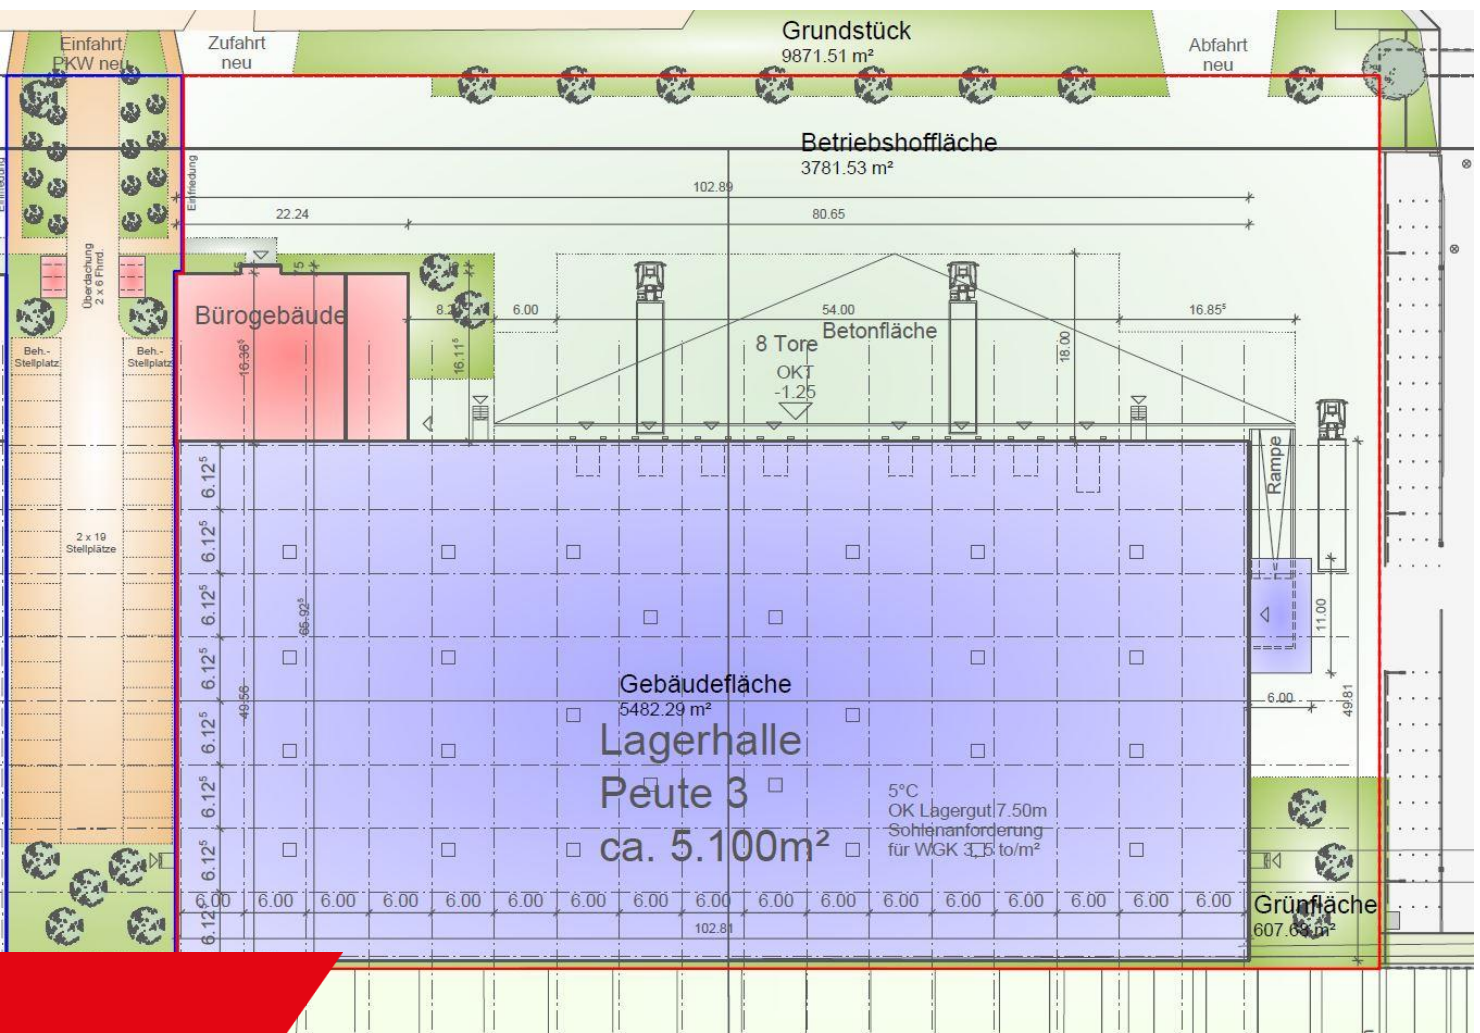 Grundstück
9871.51 m²
Einfahrt
PKW neu
Zufahrt
neu
Abfahrt
neu
Betriebshoffläche
3781.53 m²
Einfriedung
Einfriedung
102.89
22.24
80.65
Überdachung
2 x 6 Fhrrd.
Bürogebäude
6.00
54.00
16.85⁵
Betonfläche
8 Tore
OKT
-1.25
18.00
16.36⁵
16.11⁵
Beh.-
Stellplatz
Beh.-
Stellplatz
Rampe
6.12⁵
6.12⁵
6.12⁵
6.12⁵
6.12⁵
6.12⁵
6.12⁵
6.12⁵
2 x 19
Stellplätze
65.92⁵
49.56
11.00
6.00
49.81
Gebäudefläche
5482.29 m²
Lagerhalle
Peute 3
ca. 5.100m²
5°C
OK Lagergut 7.50m
Sohlenanforderung
für WGK 3, 5 to/m²
6.00 6.00 6.00 6.00 6.00 6.00 6.00 6.00 6.00 6.00 6.00 6.00 6.00 6.00 6.00 6.00 6.00
102.81
Grünfläche
607.68 m²